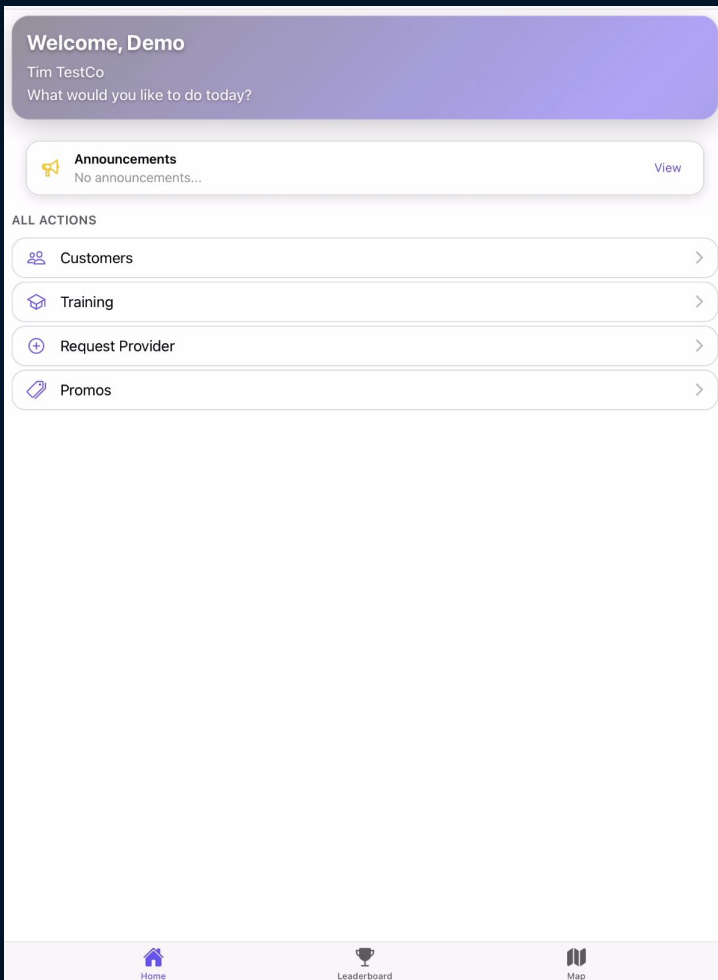 Welcome, Demo
Tim TestCo
What would you like to do today?
Announcements
No announcements...
View
ALL ACTIONS
Customers
Training
Request Provider
Promos
Home
Leaderboard
Map